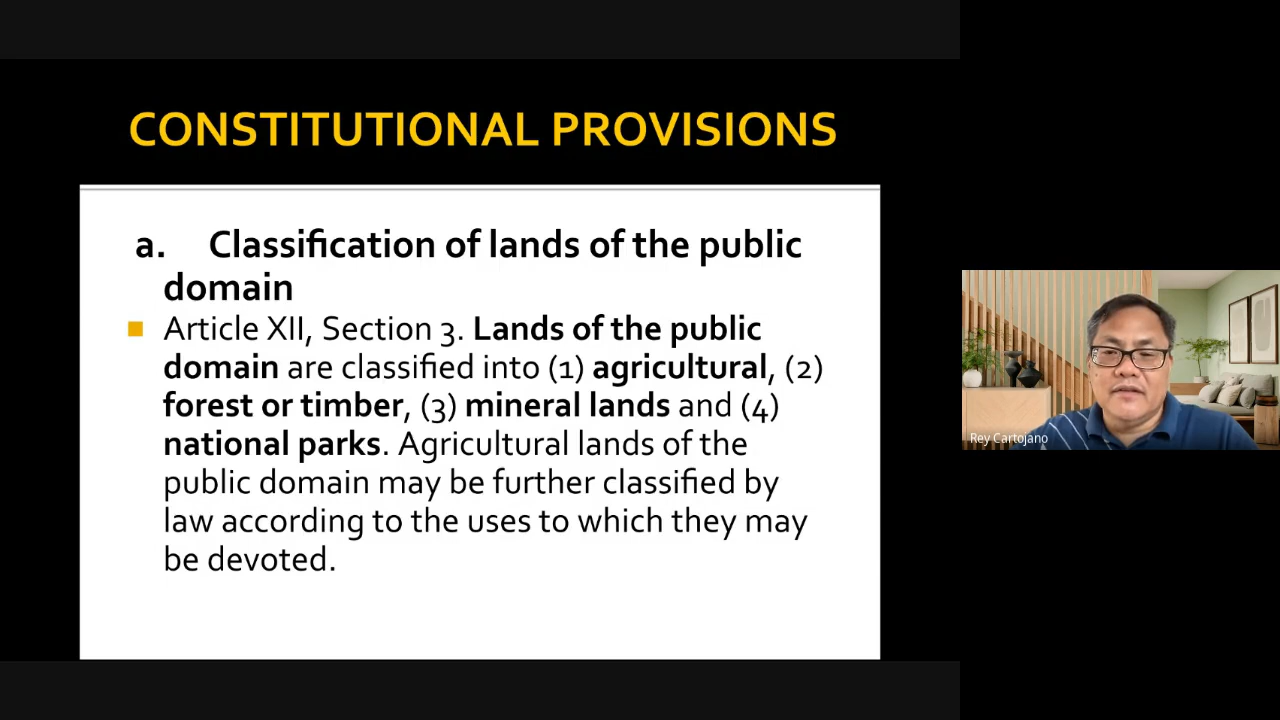 CONSTITUTIONAL PROVISIONS
a. Classification of lands of the public
domain
Article XII, Section 3. Lands of the public
domain are classified into (1) agricultural, (2)
forest or timber, (3) mineral lands and (4)
national parks. Agricultural lands of the
public domain may be further classified by
law according to the uses to which they may
be devoted.
Rey Cartojano